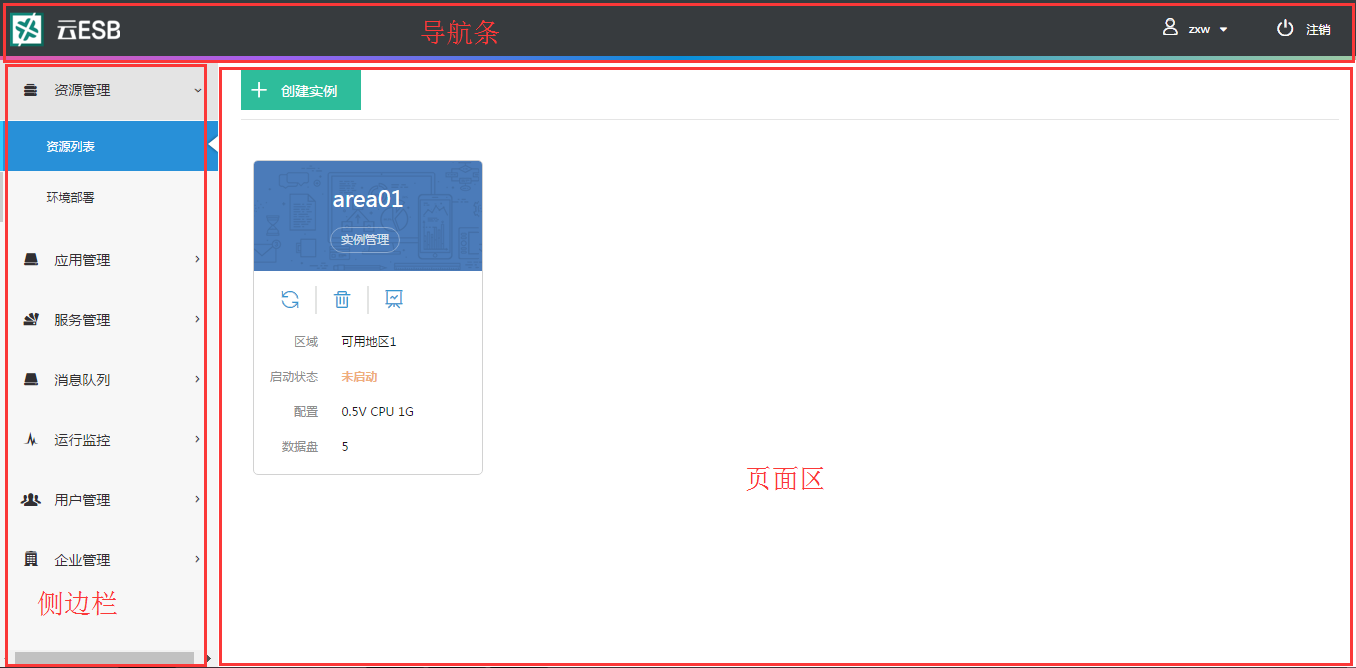 云ESB
导航条
zxw
注销
资源管理
资源列表
环境部署
应用管理
服务管理
消息队列
运行监控
用户管理
企业管理
侧边栏
创建实例
area01
实例管理
区域 可用地区1
启动状态 未启动
配置 0.5V CPU 1G
数据盘 5
页面区